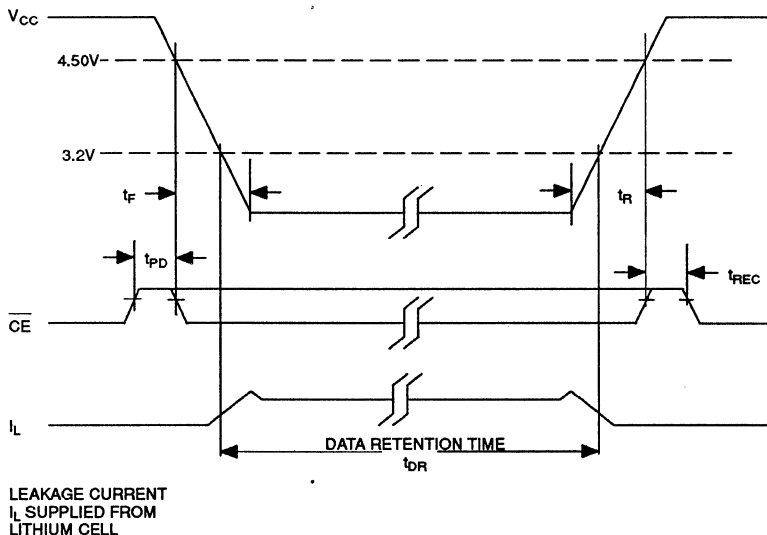 VCC
4.50V
3.2V
tF
tR
tPD
tREC
CE
IL
DATA RETENTION TIME
tDR
LEAKAGE CURRENT
IL SUPPLIED FROM
LITHIUM CELL